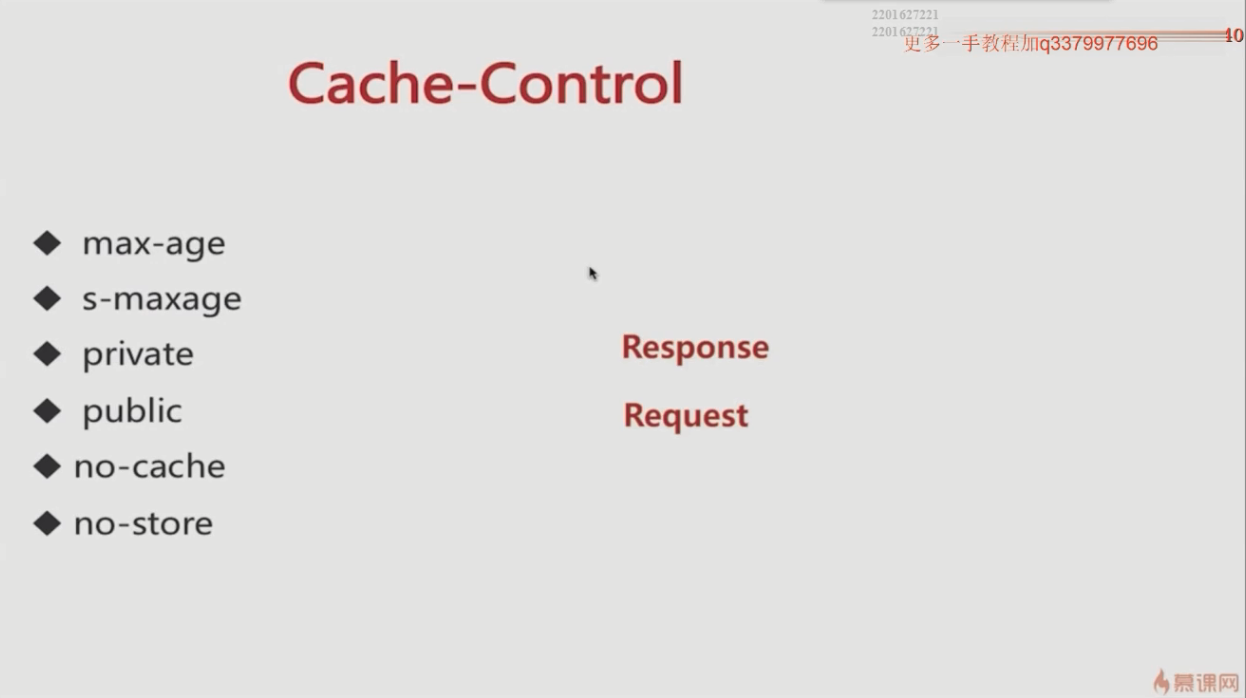 2201627221
2201627221
更多一手教程加q3379977696
40
Cache-Control
◆ max-age
◆ s-maxage
◆ private
◆ public
◆ no-cache
◆ no-store
Response
Request
慕课网